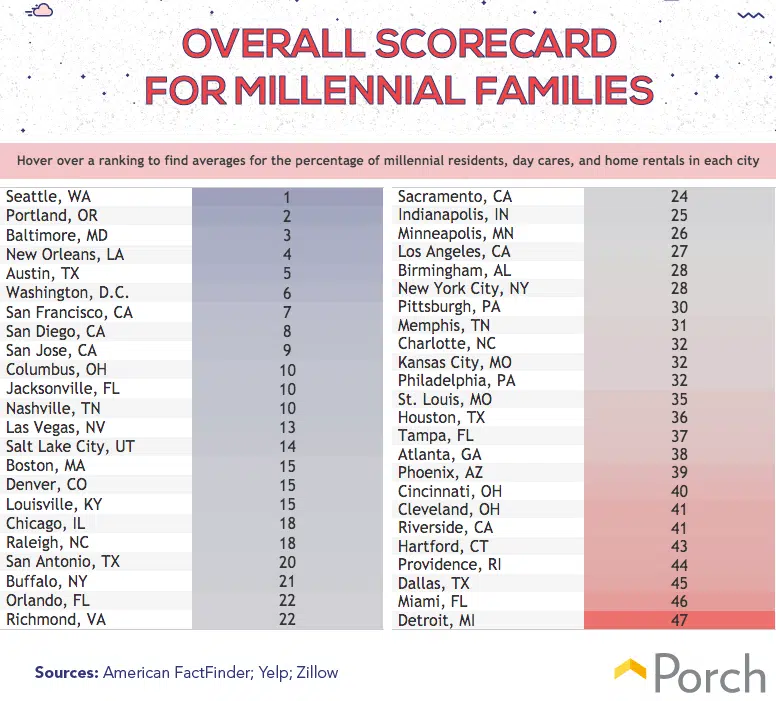 OVERALL SCORECARD
FOR MILLENNIAL FAMILIES
Hover over a ranking to find averages for the percentage of millennial residents, day cares, and home rentals in each city
Seattle, WA 1
Portland, OR 2
Baltimore, MD 3
New Orleans, LA 4
Austin, TX 5
Washington, D.C. 6
San Francisco, CA 7
San Diego, CA 8
San Jose, CA 9
Columbus, OH 10
Jacksonville, FL 10
Nashville, TN 10
Las Vegas, NV 13
Salt Lake City, UT 14
Boston, MA 15
Denver, CO 15
Louisville, KY 15
Chicago, IL 18
Raleigh, NC 18
San Antonio, TX 20
Buffalo, NY 21
Orlando, FL 22
Richmond, VA 22
Sacramento, CA 24
Indianapolis, IN 25
Minneapolis, MN 26
Los Angeles, CA 27
Birmingham, AL 28
New York City, NY 28
Pittsburgh, PA 30
Memphis, TN 31
Charlotte, NC 32
Kansas City, MO 32
Philadelphia, PA 32
St. Louis, MO 35
Houston, TX 36
Tampa, FL 37
Atlanta, GA 38
Phoenix, AZ 39
Cincinnati, OH 40
Cleveland, OH 41
Riverside, CA 41
Hartford, CT 43
Providence, RI 44
Dallas, TX 45
Miami, FL 46
Detroit, MI 47
Sources: American FactFinder; Yelp; Zillow
Porch